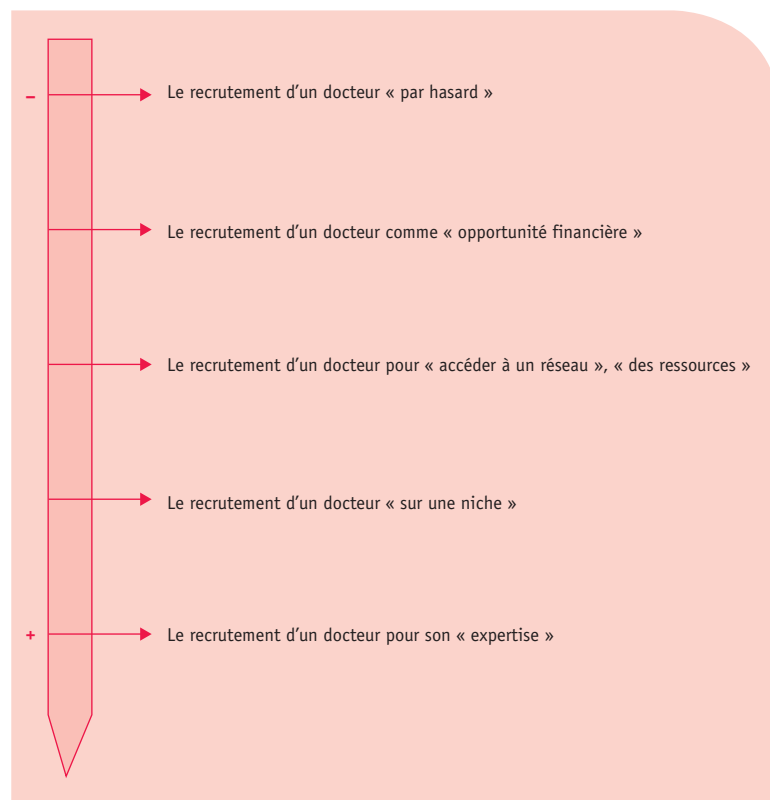 – Le recrutement d'un docteur « par hasard »
Le recrutement d'un docteur comme « opportunité financière »
Le recrutement d'un docteur pour « accéder à un réseau », « des ressources »
Le recrutement d'un docteur « sur une niche »
+ Le recrutement d'un docteur pour son « expertise »